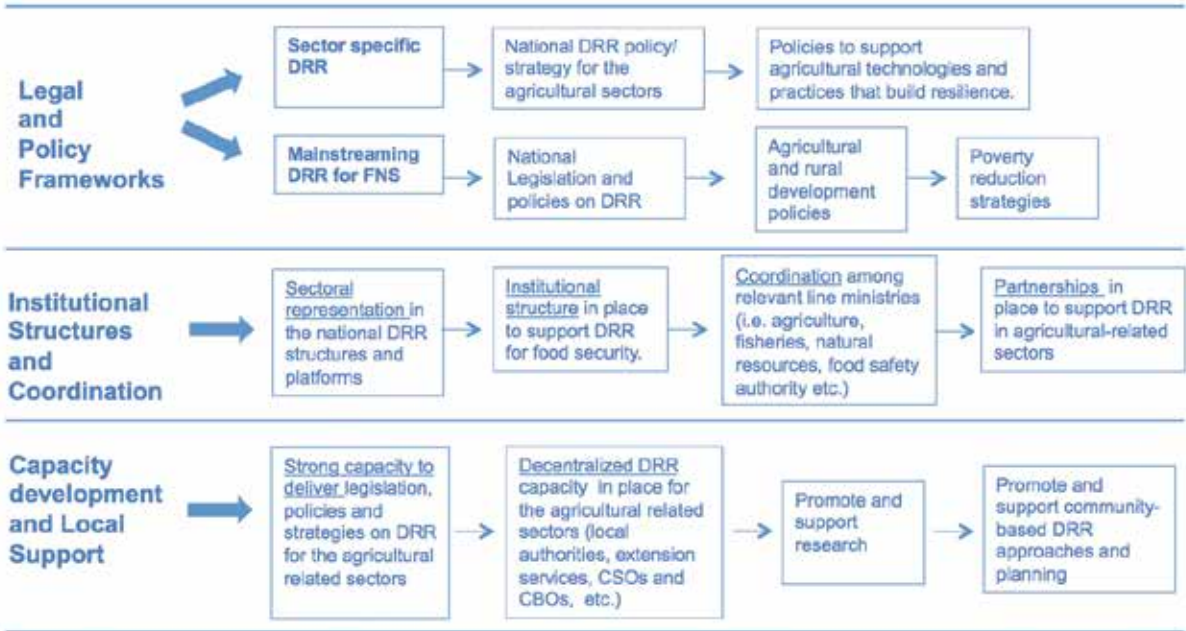 Legal
and
Policy
Frameworks
Sector specific
DRR
National DRR policy/
strategy for the
agricultural sectors
Policies to support
agricultural technologies and
practices that build resilience.
Mainstreaming
DRR for FNS
National
Legislation and
policies on DRR
Agricultural
and rural
development
policies
Poverty
reduction
strategies
Institutional
Structures
and
Coordination
Sectoral
representation in
the national DRR
structures and
platforms
Institutional
structure in place
to support DRR
for food security.
Coordination among
relevant line ministries
(i.e. agriculture,
fisheries, natural
resources, food safety
authority etc.)
Partnerships in
place to support DRR
in agricultural-related
sectors
Capacity
development
and Local
Support
Strong capacity to
deliver legislation,
policies and
strategies on DRR
for the agricultural
related sectors
Decentralized DRR
capacity in place for
the agricultural related
sectors (local
authorities, extension
services, CSOs and
CBOs, etc.)
Promote and
support
research
Promote and
support community-
based DRR
approaches and
planning